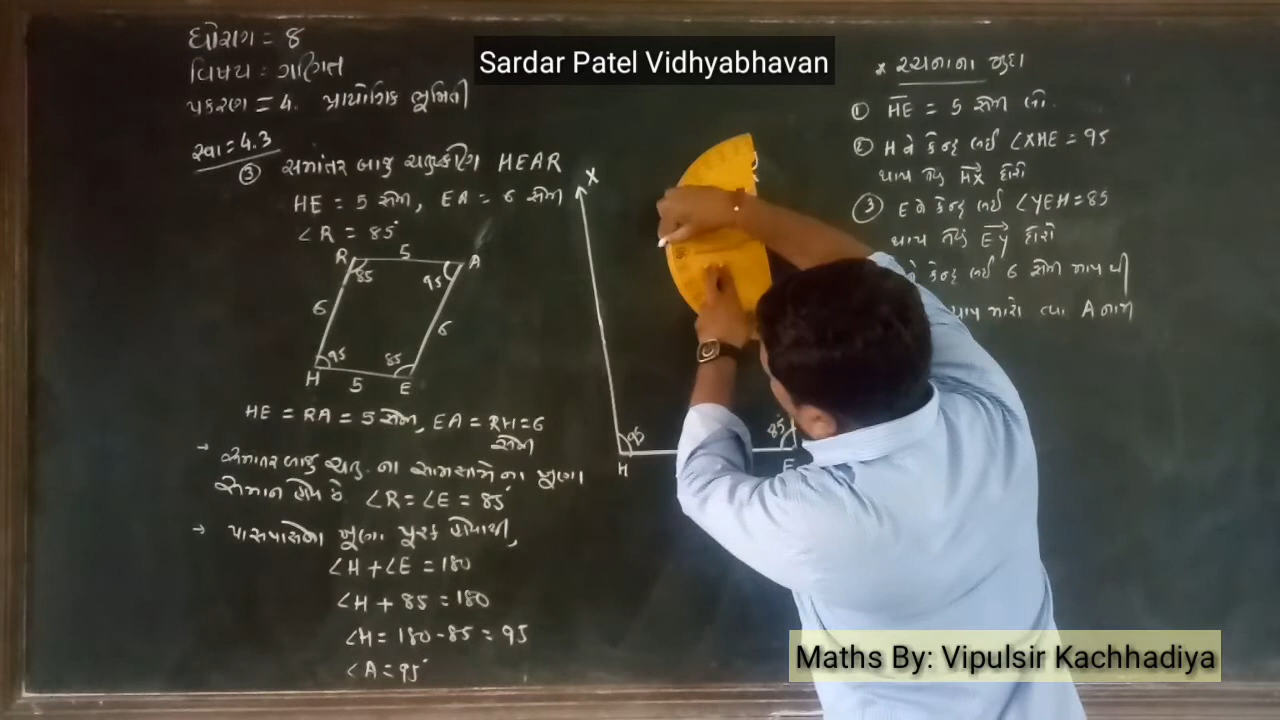 Sardar Patel Vidhyabhavan
ધોરણ = 8
વિષય : ગણિત
પ્રકરણ = 4. પ્રાયોગિક ભૂમિતી
સ્વા = 4.3
③ સમાંતર બાજુ ચતુષ્કોણ HEAR
HE = 5 સેમી, EA = 6 સેમી
∠R = 85°
R 5 A
85 95
6 6
95 85
H 5 E
HE = RA = 5 સેમી, EA = RH = 6
સેમી
→ સમાંતર બાજુ ચતુ. ના સામસામેના ખૂણા
સમાન હોય છે ∠R = ∠E = 85°
→ પાસપાસેના ખૂણા પૂરક હોવાથી,
∠H + ∠E = 180
∠H + 85 = 180
∠H = 180 - 85 = 95
∠A = 95°
X
95 85
H E
* રચનાના મુદ્દા
① HE = 5 સેમી લો.
② H ને કેન્દ્ર લઈ ∠XHE = 95
થાય તેવું HX દોરો
③ E ને કેન્દ્ર લઈ ∠YEH = 85
થાય તેવું EY દોરો
કેન્દ્ર લઈ 6 સેમી માપ થી
ચાપ મારો ત્યાં A નામ
Maths By: Vipulsir Kachhadiya